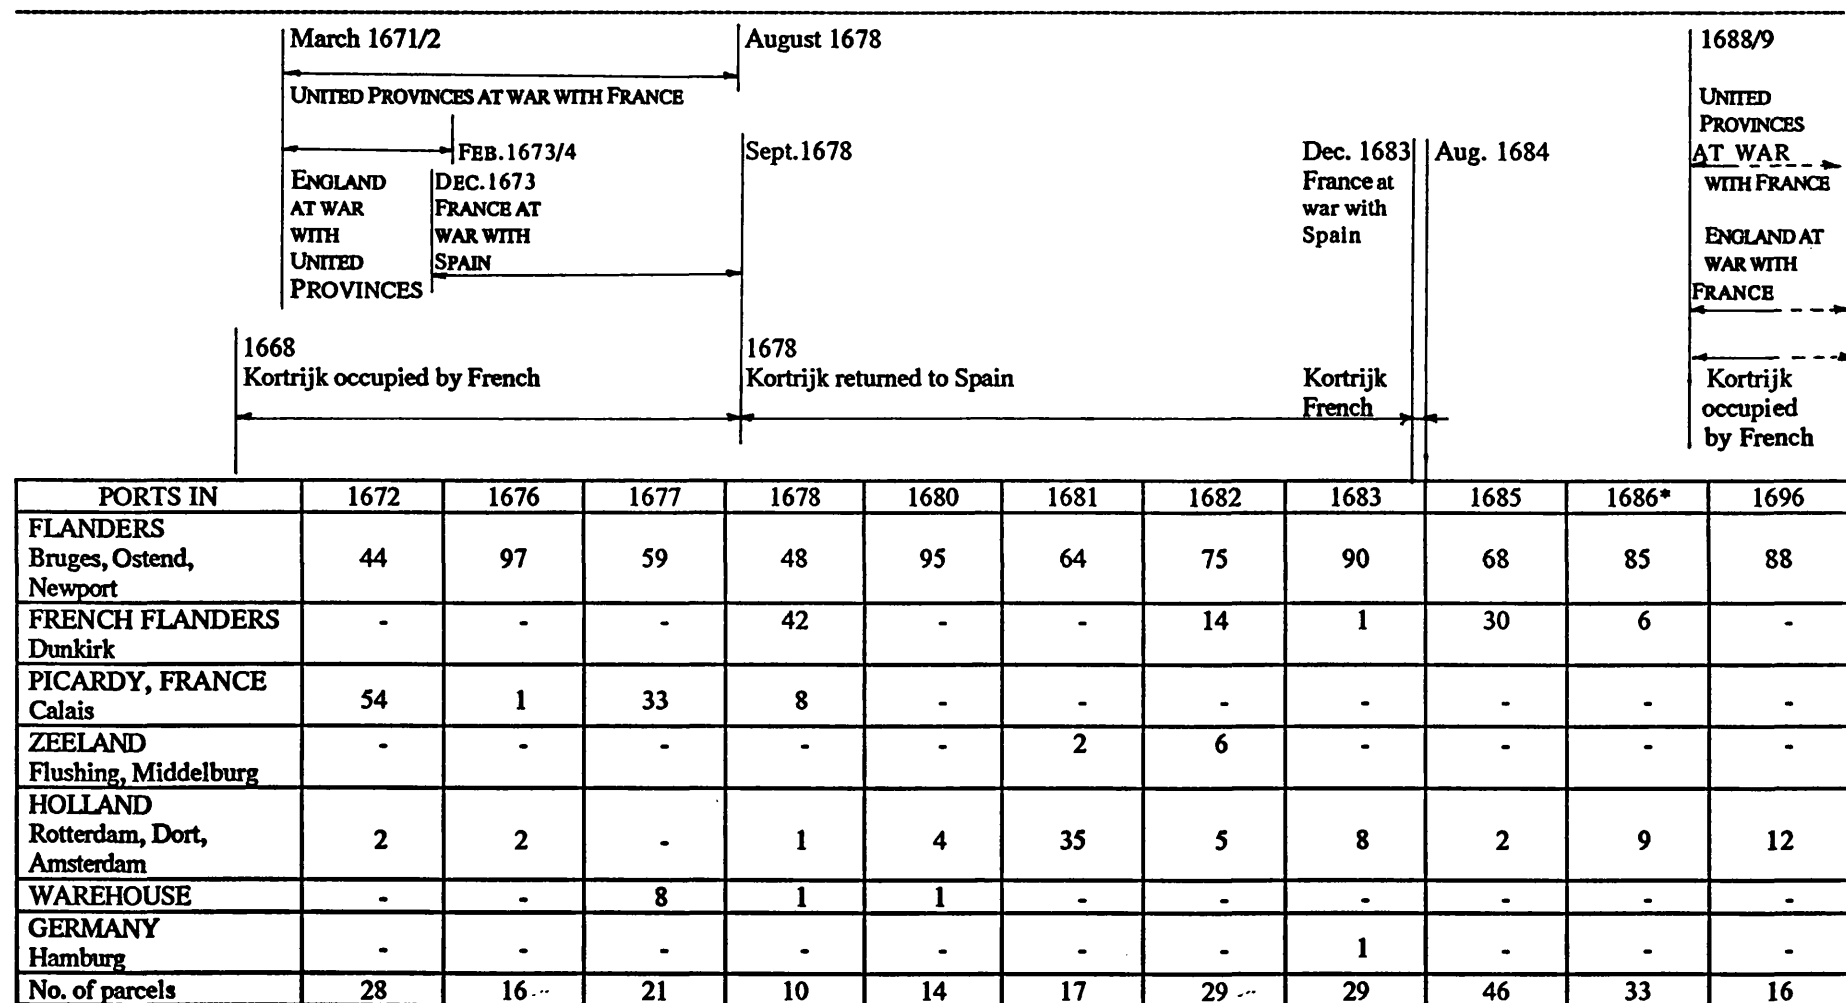 March 1671/2
August 1678
1688/9
UNITED PROVINCES AT WAR WITH FRANCE
UNITED
PROVINCES
AT WAR
WITH FRANCE
FEB.1673/4
Sept.1678
Dec. 1683
Aug. 1684
ENGLAND
AT WAR
WITH
UNITED
PROVINCES
DEC.1673
FRANCE AT
WAR WITH
SPAIN
France at
war with
Spain
ENGLAND AT
WAR WITH
FRANCE
1668
Kortrijk occupied by French
1678
Kortrijk returned to Spain
Kortrijk
French
Kortrijk
occupied
by French
PORTS IN 1672 1676 1677 1678 1680 1681 1682 1683 1685 1686* 1696
FLANDERS
Bruges, Ostend, 44 97 59 48 95 64 75 90 68 85 88
Newport
FRENCH FLANDERS - - - 42 - - 14 1 30 6 -
Dunkirk
PICARDY, FRANCE 54 1 33 8 - - - - - - -
Calais
ZEELAND - - - - - 2 6 - - - -
Flushing, Middelburg
HOLLAND
Rotterdam, Dort, 2 2 - 1 4 35 5 8 2 9 12
Amsterdam
WAREHOUSE - - 8 1 1 - - - - - -
GERMANY
Hamburg - - - - - - - 1 - - -
No. of parcels 28 16 21 10 14 17 29 29 46 33 16